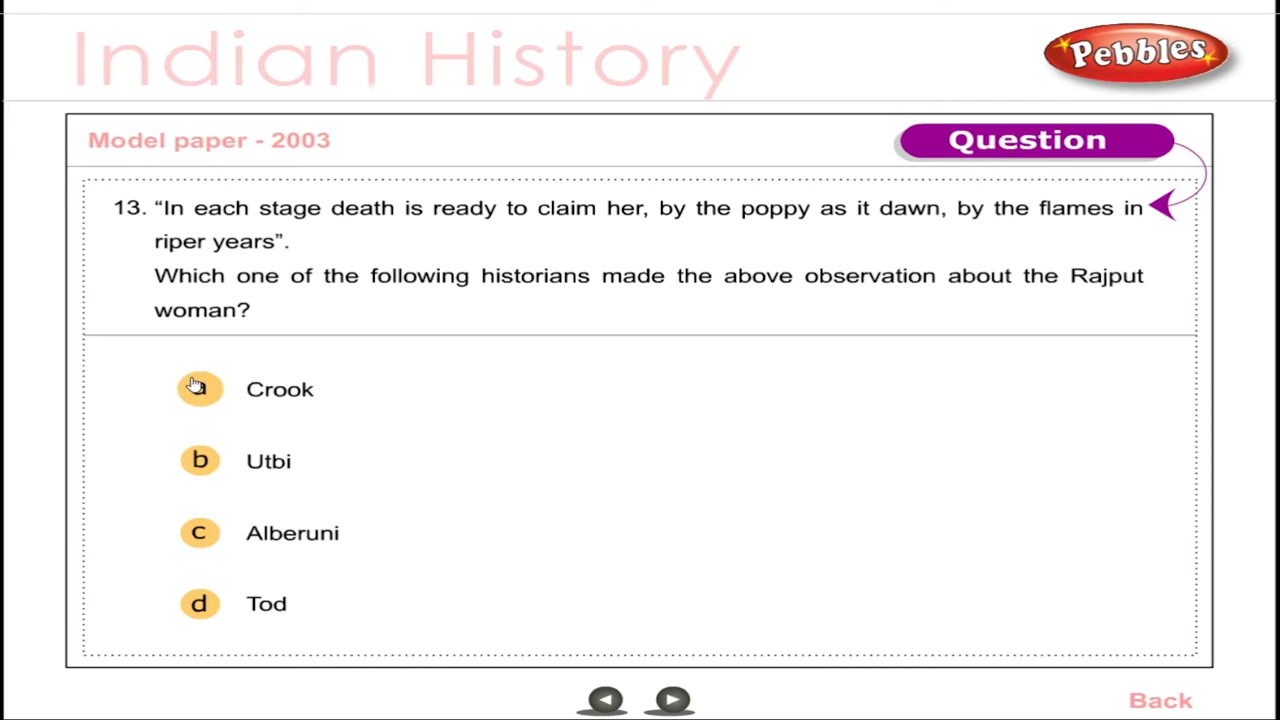 Indian History
Pebbles
Model paper - 2003
Question
13. “In each stage death is ready to claim her, by the poppy as it dawn, by the flames in
riper years”.
Which one of the following historians made the above observation about the Rajput
woman?
a Crook
b Utbi
c Alberuni
d Tod
Back